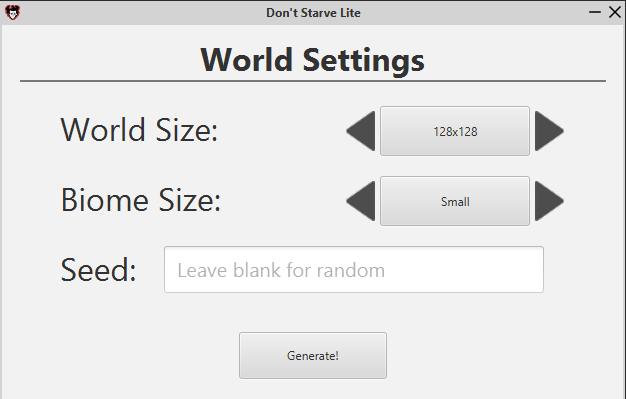 Don't Starve Lite
World Settings
World Size:
128x128
Biome Size:
Small
Seed:
Leave blank for random
Generate!